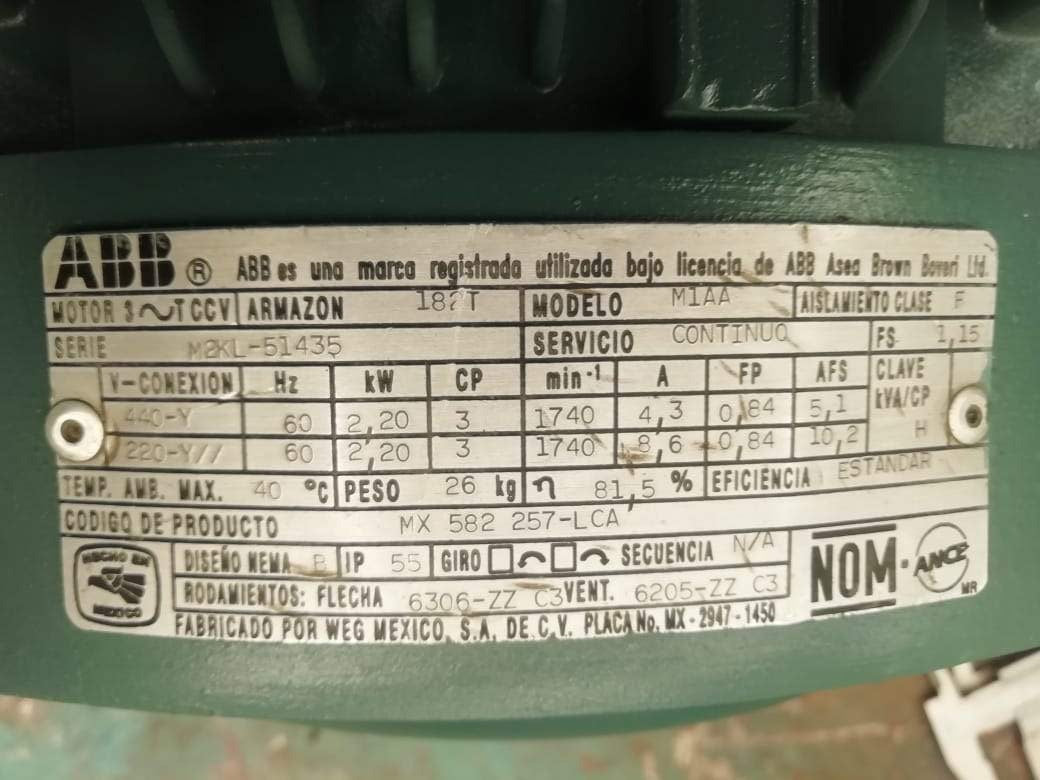 ABB ® ABB es una marca registrada utilizada bajo licencia de ABB Asea Brown Boveri Ltd.
MOTOR 3 ~ TCCV ARMAZON 182T MODELO M1AA AISLAMIENTO CLASE F
SERIE M2KL-51435 SERVICIO CONTINUO FS 1,15
V-CONEXION Hz kW CP min-1 A FP AFS CLAVE kVA/CP
440-Y 60 2,20 3 1740 4,3 0,84 5,1 H
220-Y// 60 2,20 3 1740 8,6 0,84 10,2
TEMP. AMB. MAX. 40 °C PESO 26 kg η 81,5 % EFICIENCIA ESTANDAR
CODIGO DE PRODUCTO MX 582 257-LCA
HECHO EN MEXICO DISEÑO NEMA B IP 55 GIRO SECUENCIA N/A NOM-ANCE MR
RODAMIENTOS: FLECHA 6306-ZZ C3 VENT. 6205-ZZ C3
FABRICADO POR WEG MEXICO, S.A. DE C.V. PLACA No. MX-2947-1450